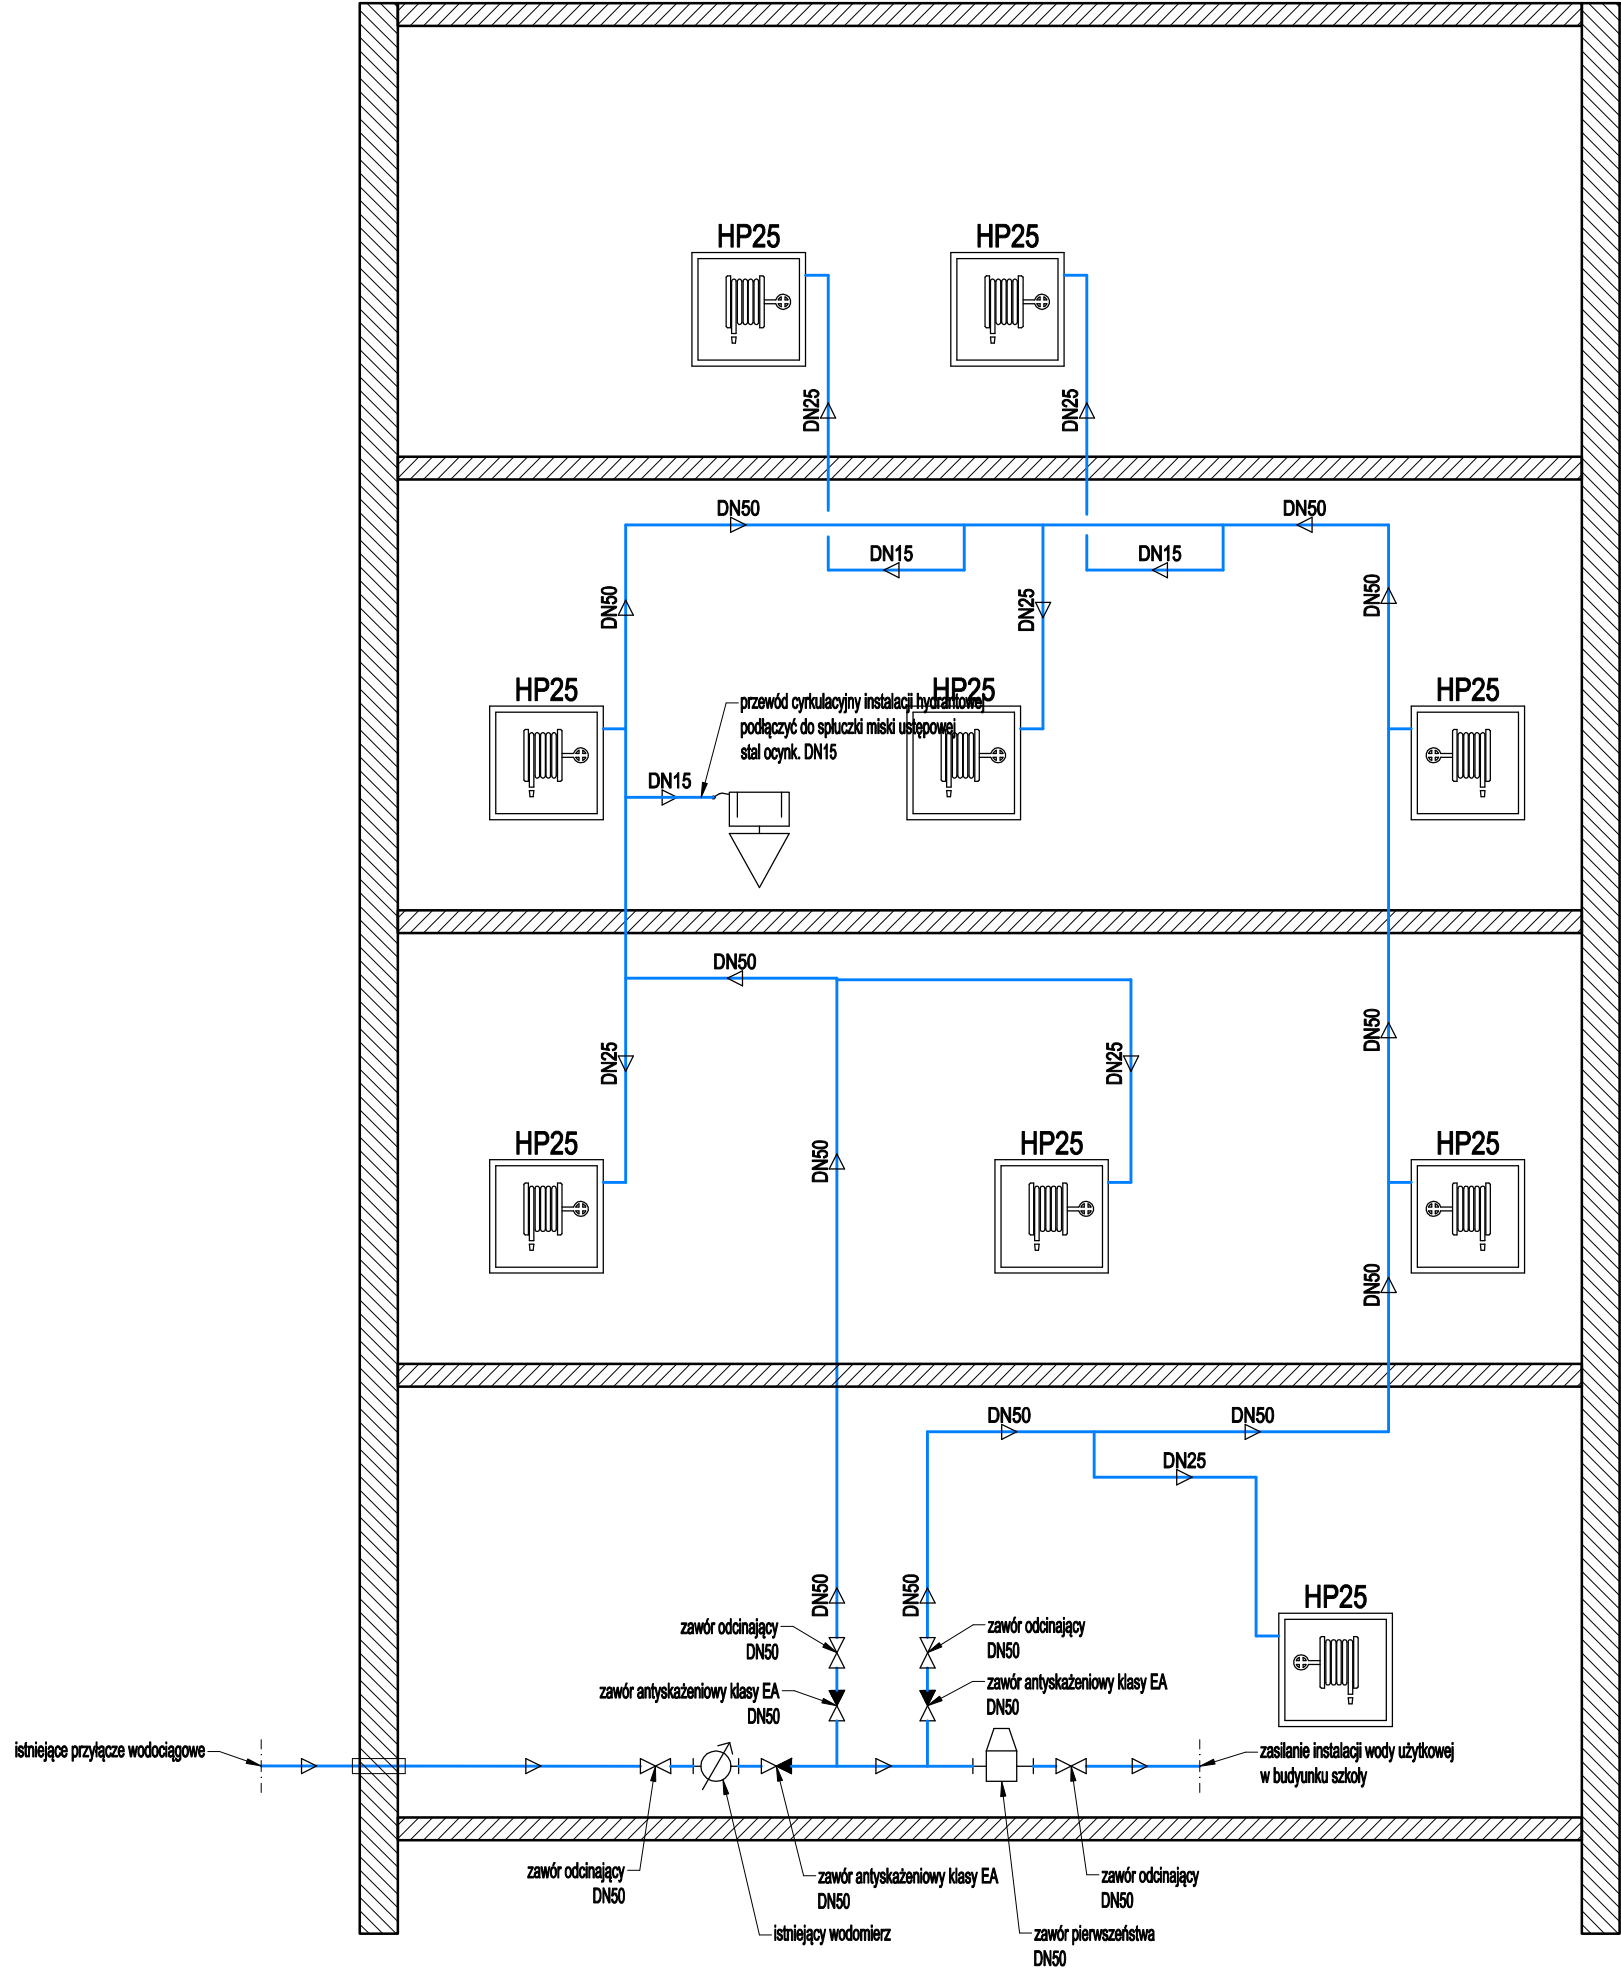 HP25
HP25
DN25
DN25
DN50
DN50
DN15
DN15
DN50
DN25
DN50
HP25
HP25
HP25
przewód cyrkulacyjny instalacji hydrantowej
podłączyć do spłuczki miski ustępowej
stal ocynk. DN15
DN15
DN50
DN50
DN25
DN25
DN50
HP25
HP25
HP25
DN50
DN50
DN50
DN25
DN50
DN50
HP25
zawór odcinający
DN50
zawór odcinający
DN50
zawór antyskażeniowy klasy EA
DN50
zawór antyskażeniowy klasy EA
DN50
istniejące przyłącze wodociągowe
zasilanie instalacji wody użytkowej
w budyunku szkoły
zawór odcinający
DN50
zawór antyskażeniowy klasy EA
DN50
zawór odcinający
DN50
istniejący wodomierz
zawór pierwszeństwa
DN50